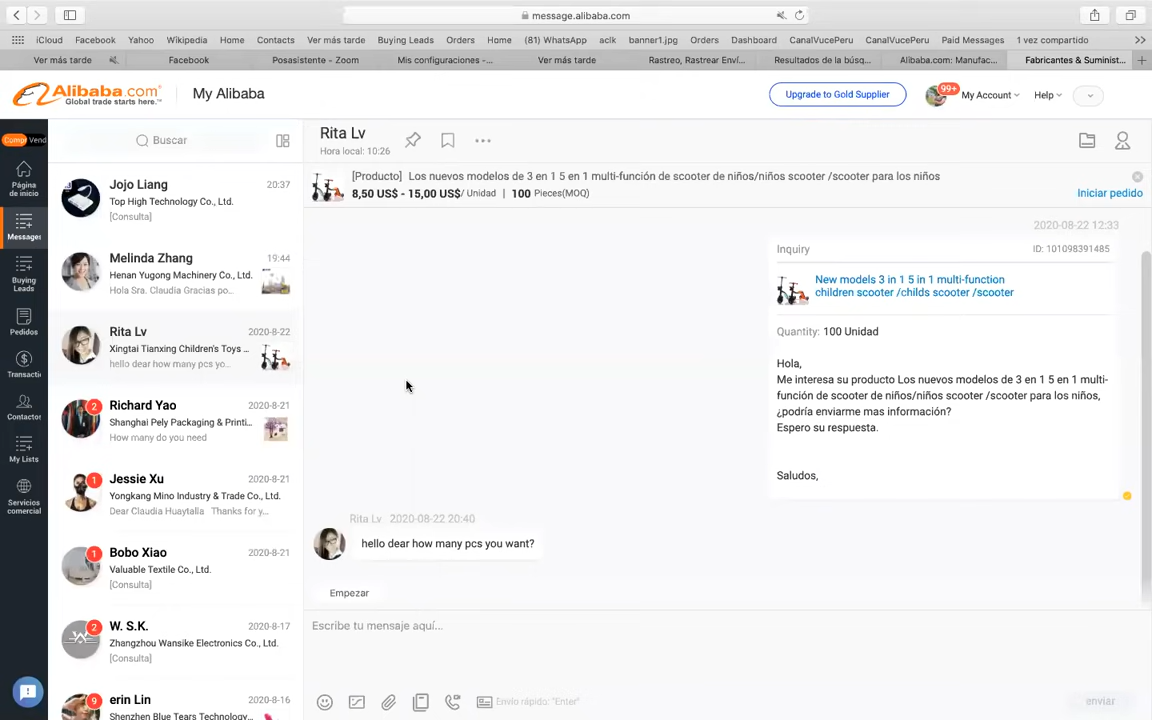 message.alibaba.com
iCloud Facebook Yahoo Wikipedia Home Contacts Ver más tarde Buying Leads Orders Home (81) WhatsApp aclk banner1.jpg Orders Dashboard CanalVucePeru CanalVucePeru Paid Messages 1 vez compartido
Ver más tarde Facebook Posasistente - Zoom Mis configuraciones -... Ver más tarde Rastreo, Rastrear Enví... Resultados de la búsq... Alibaba.com: Manufac... Fabricantes & Suminist...
Alibaba.com
Global trade starts here.™
My Alibaba
Upgrade to Gold Supplier
99+
My Account
Help
Vend
Página de inicio
Messages
Buying Leads
Pedidos
Transacti
Contactos
My Lists
Servicios comercial
Buscar
Jojo Liang 20:37
Top High Technology Co., Ltd.
[Consulta]
Melinda Zhang 19:44
Henan Yugong Machinery Co., Ltd.
Hola Sra. Claudia Gracias po...
Rita Lv 2020-8-22
Xingtai Tianxing Children's Toys ...
hello dear how many pcs yo...
2
Richard Yao 2020-8-21
Shanghai Pely Packaging & Printi...
How many do you need
1
Jessie Xu 2020-8-21
Yongkang Mino Industry & Trade Co., Ltd.
Dear Claudia Huaytalla Thanks for y...
1
Bobo Xiao 2020-8-21
Valuable Textile Co., Ltd.
[Consulta]
2
W. S.K. 2020-8-17
Zhangzhou Wansike Electronics Co., Ltd.
[Consulta]
9
erin Lin 2020-8-16
Shenzhen Blue Tears Technology...
Rita Lv
Hora local: 10:26
[Producto] Los nuevos modelos de 3 en 1 5 en 1 multi-función de scooter de niños/niños scooter /scooter para los niños
8,50 US$ - 15,00 US$/ Unidad | 100 Pieces(MOQ)
Iniciar pedido
2020-08-22 12:33
Inquiry ID: 101098391485
New models 3 in 1 5 in 1 multi-function
children scooter /childs scooter /scooter
Quantity: 100 Unidad
Hola,
Me interesa su producto Los nuevos modelos de 3 en 1 5 en 1 multi-
función de scooter de niños/niños scooter /scooter para los niños,
¿podría enviarme mas información?
Espero su respuesta.
Saludos,
Rita Lv 2020-08-22 20:40
hello dear how many pcs you want?
Empezar
Escribe tu mensaje aquí...
Envío rápido: "Enter"
enviar